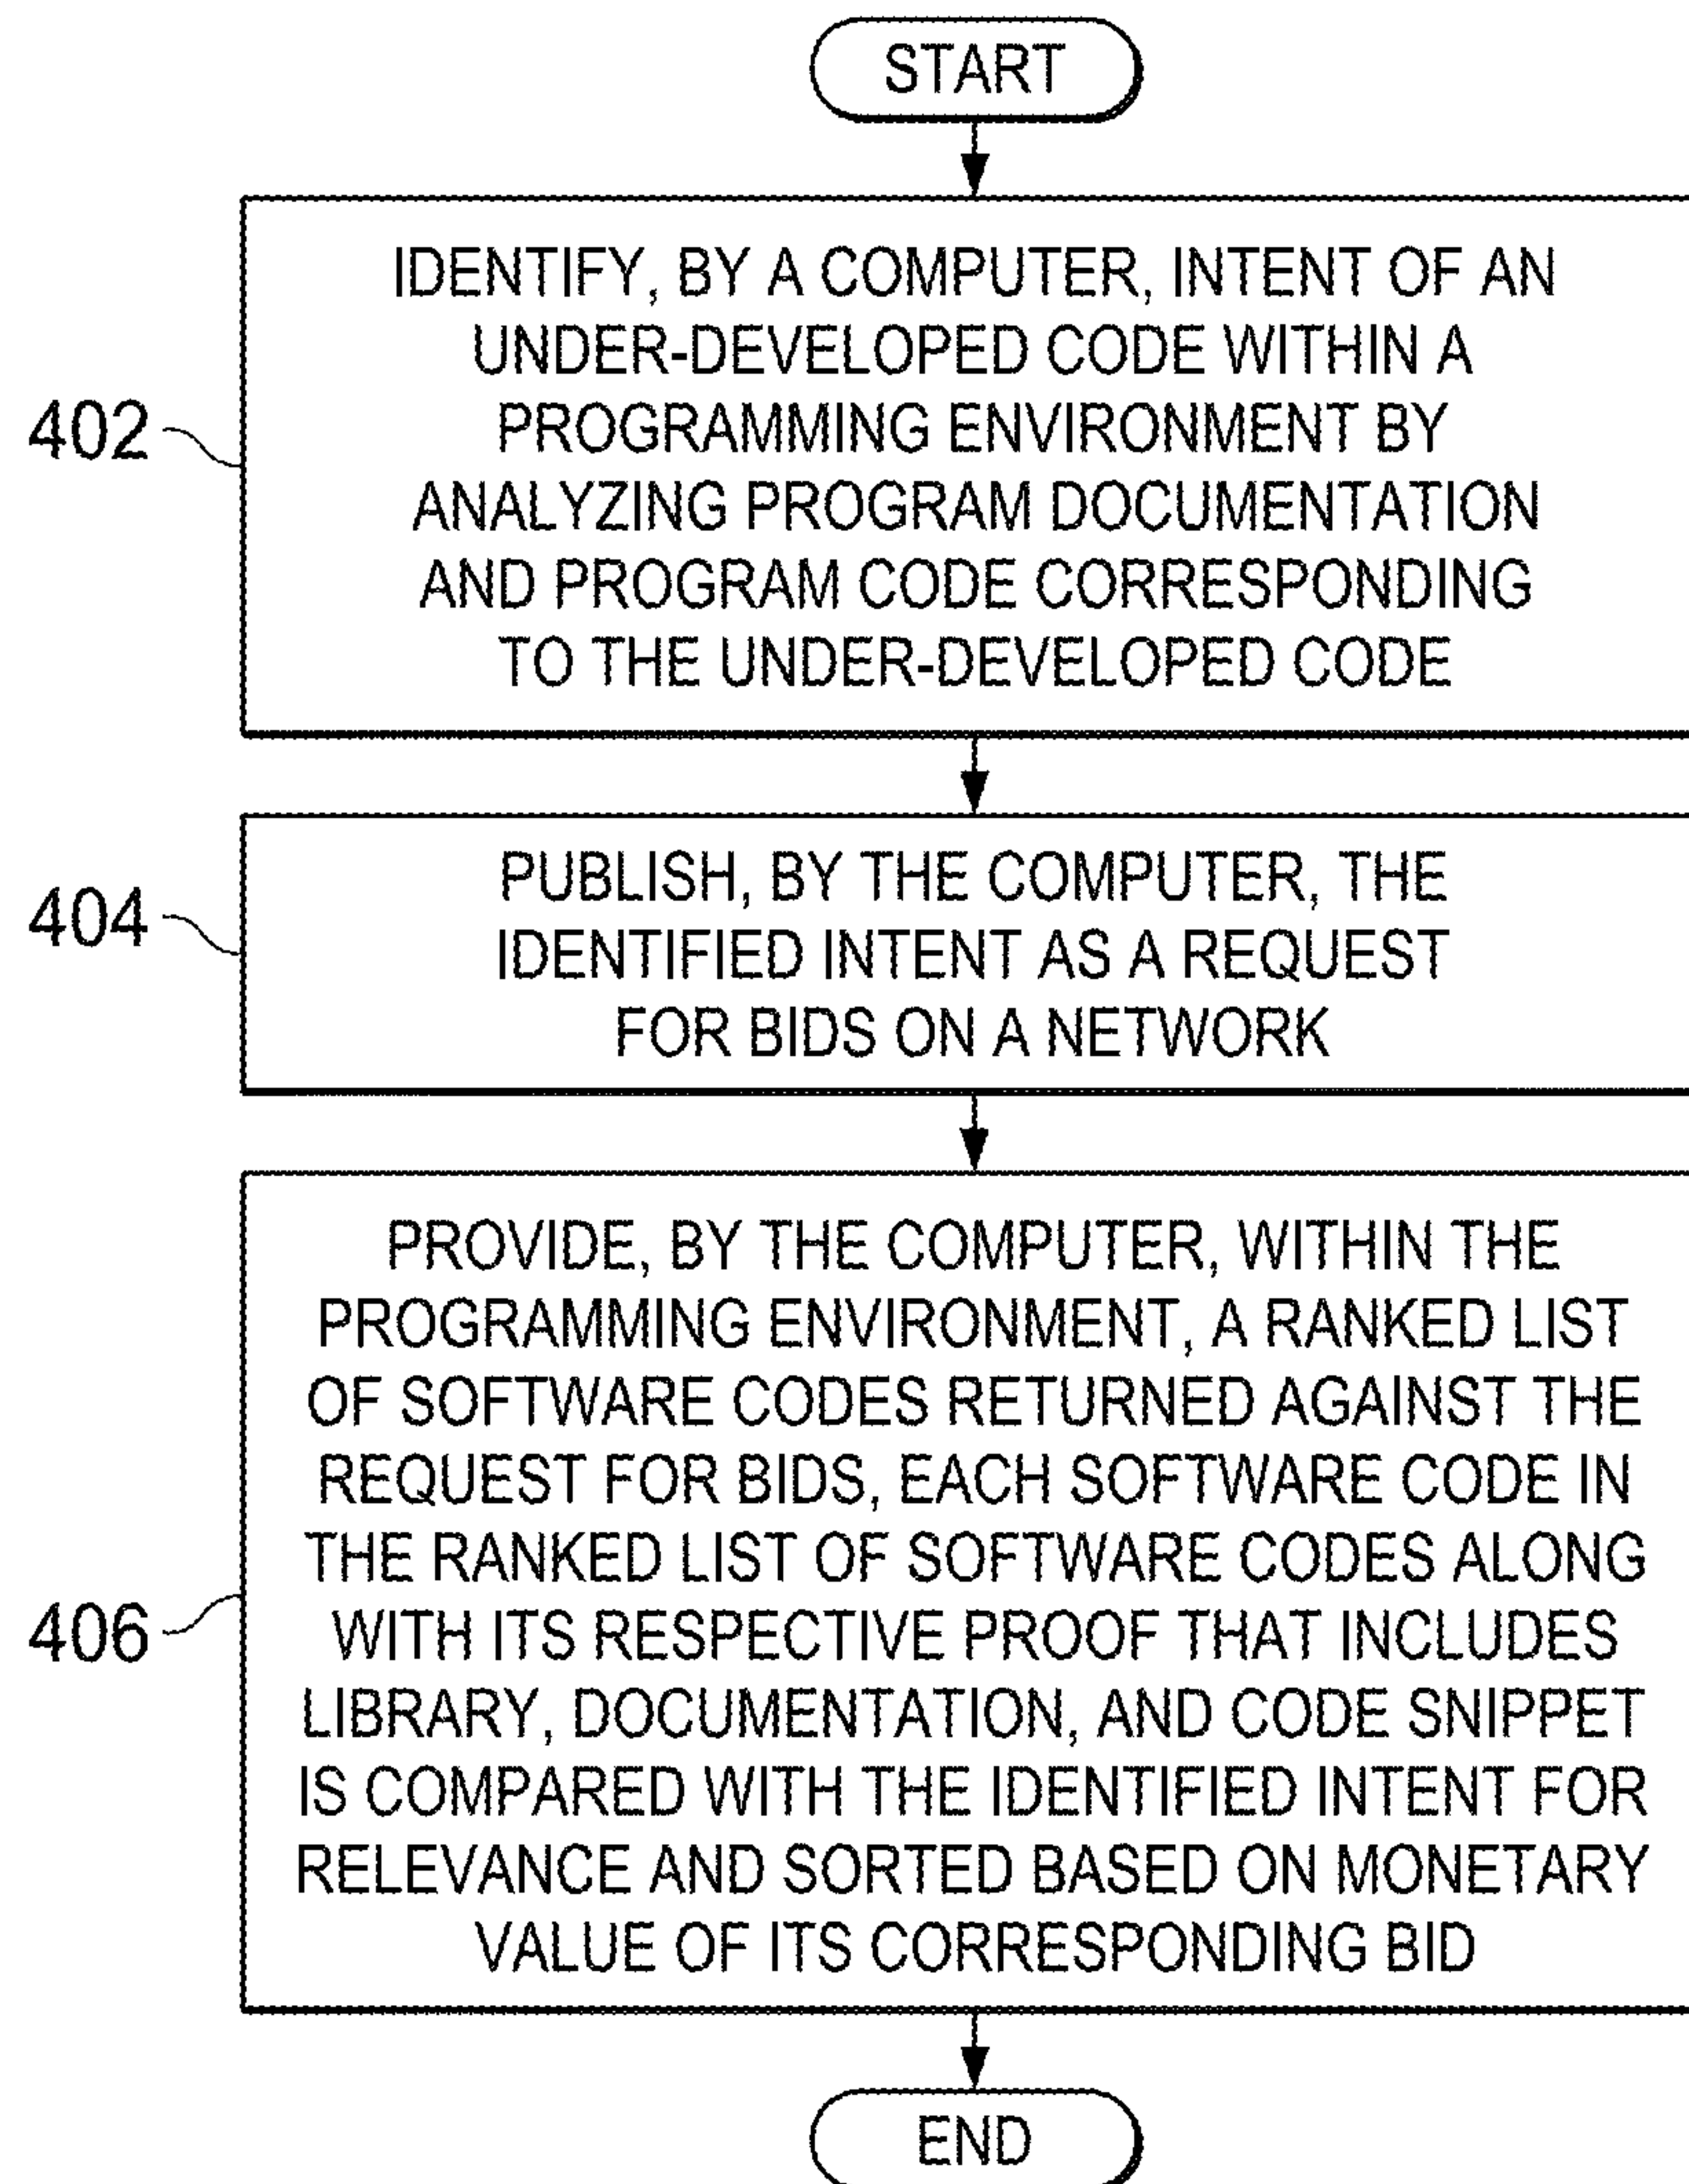 START
IDENTIFY, BY A COMPUTER, INTENT OF AN
UNDER-DEVELOPED CODE WITHIN A
PROGRAMMING ENVIRONMENT BY
ANALYZING PROGRAM DOCUMENTATION
AND PROGRAM CODE CORRESPONDING
TO THE UNDER-DEVELOPED CODE
402
PUBLISH, BY THE COMPUTER, THE
IDENTIFIED INTENT AS A REQUEST
FOR BIDS ON A NETWORK
404
PROVIDE, BY THE COMPUTER, WITHIN THE
PROGRAMMING ENVIRONMENT, A RANKED LIST
OF SOFTWARE CODES RETURNED AGAINST THE
REQUEST FOR BIDS, EACH SOFTWARE CODE IN
THE RANKED LIST OF SOFTWARE CODES ALONG
WITH ITS RESPECTIVE PROOF THAT INCLUDES
LIBRARY, DOCUMENTATION, AND CODE SNIPPET
IS COMPARED WITH THE IDENTIFIED INTENT FOR
RELEVANCE AND SORTED BASED ON MONETARY
VALUE OF ITS CORRESPONDING BID
406
END